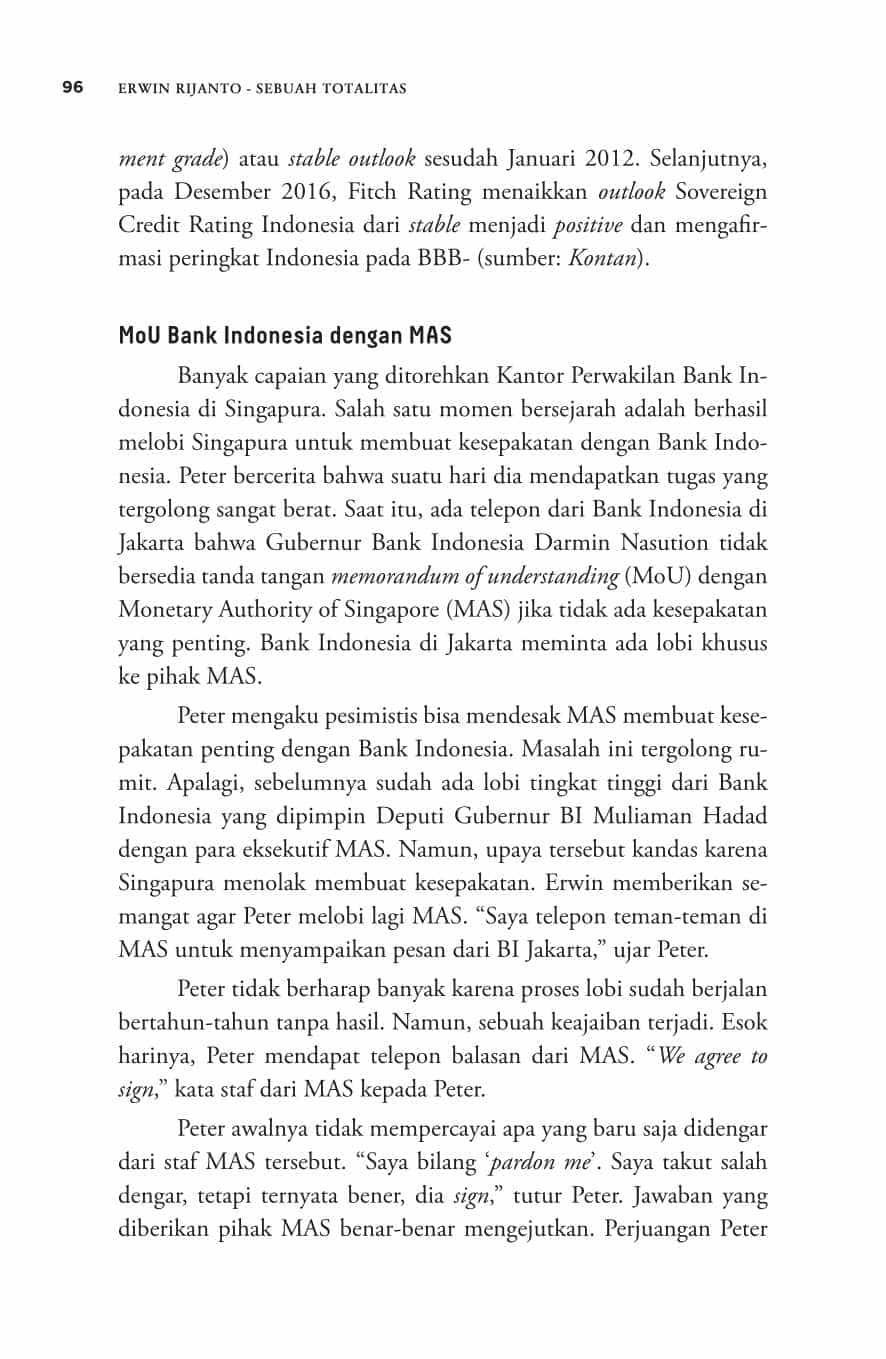 96 ERWIN RIJANTO - SEBUAH TOTALITAS
ment grade) atau stable outlook sesudah Januari 2012. Selanjutnya,
pada Desember 2016, Fitch Rating menaikkan outlook Sovereign
Credit Rating Indonesia dari stable menjadi positive dan mengafir-
masi peringkat Indonesia pada BBB- (sumber: Kontan).
MoU Bank Indonesia dengan MAS
Banyak capaian yang ditorehkan Kantor Perwakilan Bank In-
donesia di Singapura. Salah satu momen bersejarah adalah berhasil
melobi Singapura untuk membuat kesepakatan dengan Bank Indo-
nesia. Peter bercerita bahwa suatu hari dia mendapatkan tugas yang
tergolong sangat berat. Saat itu, ada telepon dari Bank Indonesia di
Jakarta bahwa Gubernur Bank Indonesia Darmin Nasution tidak
bersedia tanda tangan memorandum of understanding (MoU) dengan
Monetary Authority of Singapore (MAS) jika tidak ada kesepakatan
yang penting. Bank Indonesia di Jakarta meminta ada lobi khusus
ke pihak MAS.
Peter mengaku pesimistis bisa mendesak MAS membuat kese-
pakatan penting dengan Bank Indonesia. Masalah ini tergolong ru-
mit. Apalagi, sebelumnya sudah ada lobi tingkat tinggi dari Bank
Indonesia yang dipimpin Deputi Gubernur BI Muliaman Hadad
dengan para eksekutif MAS. Namun, upaya tersebut kandas karena
Singapura menolak membuat kesepakatan. Erwin memberikan se-
mangat agar Peter melobi lagi MAS. “Saya telepon teman-teman di
MAS untuk menyampaikan pesan dari BI Jakarta,” ujar Peter.
Peter tidak berharap banyak karena proses lobi sudah berjalan
bertahun-tahun tanpa hasil. Namun, sebuah keajaiban terjadi. Esok
harinya, Peter mendapat telepon balasan dari MAS. “We agree to
sign,” kata staf dari MAS kepada Peter.
Peter awalnya tidak mempercayai apa yang baru saja didengar
dari staf MAS tersebut. “Saya bilang ‘pardon me’. Saya takut salah
dengar, tetapi ternyata bener, dia sign,” tutur Peter. Jawaban yang
diberikan pihak MAS benar-benar mengejutkan. Perjuangan Peter